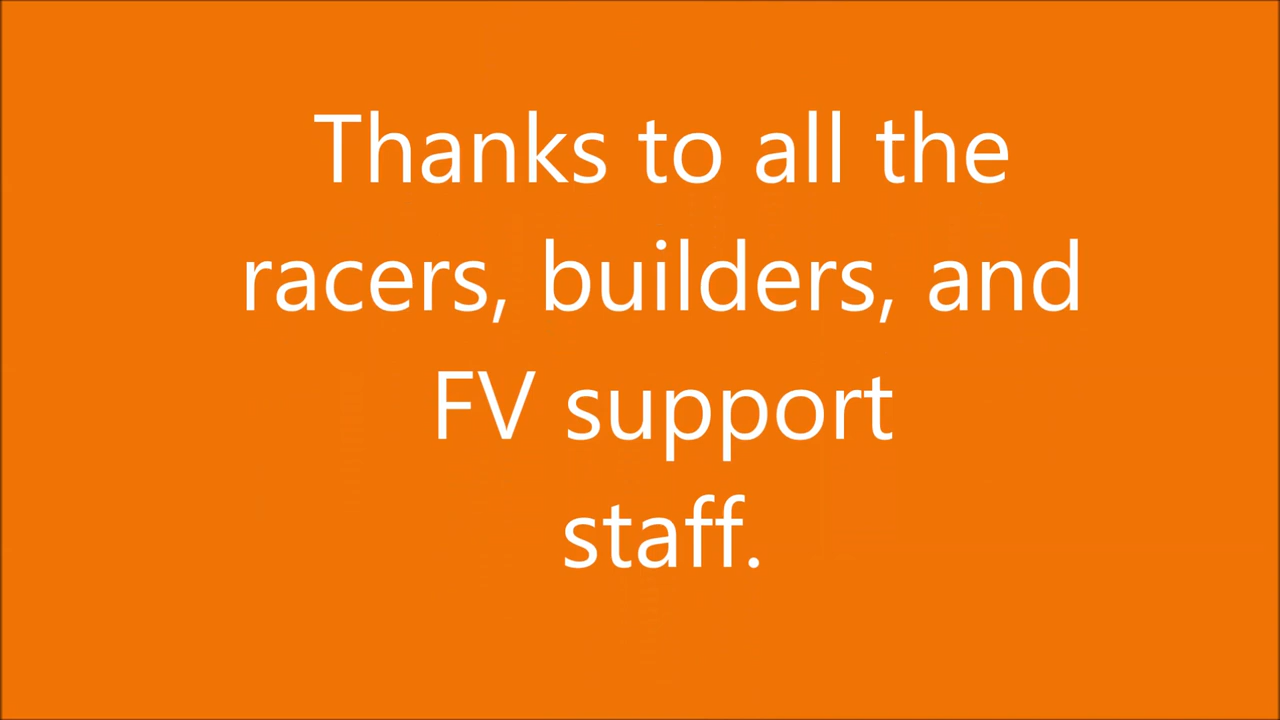 Thanks to all the
racers, builders, and
FV support
staff.